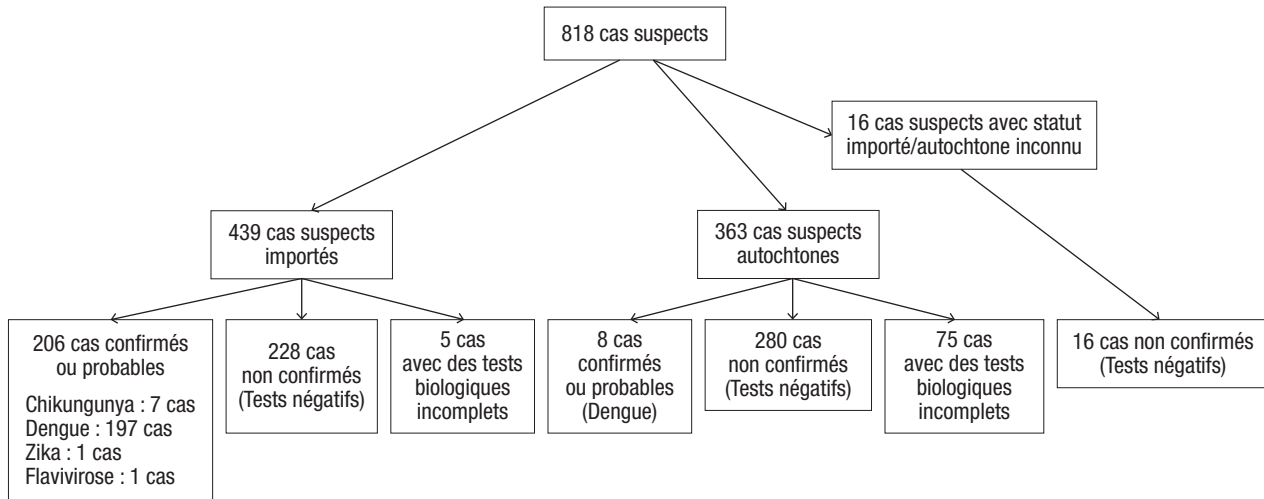 818 cas suspects
16 cas suspects avec statut
importé/autochtone inconnu
439 cas suspects
importés
363 cas suspects
autochtones
206 cas confirmés
ou probables
Chikungunya : 7 cas
Dengue : 197 cas
Zika : 1 cas
Flavivirose : 1 cas
228 cas
non confirmés
(Tests négatifs)
5 cas
avec des tests
biologiques
incomplets
8 cas
confirmés
ou probables
(Dengue)
280 cas
non confirmés
(Tests négatifs)
75 cas
avec des tests
biologiques
incomplets
16 cas non confirmés
(Tests négatifs)